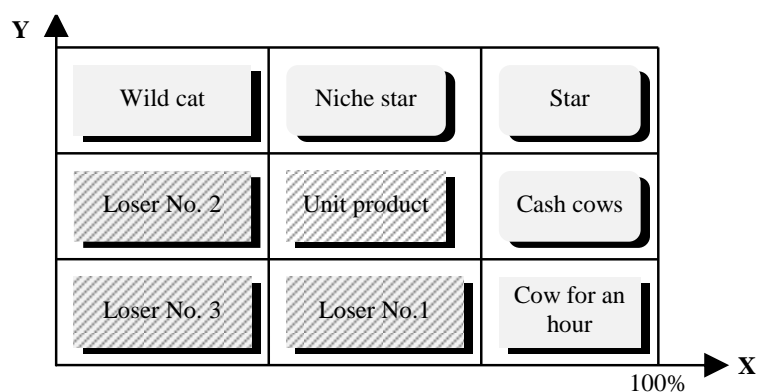 Y
Wild cat
Niche star
Star
Loser No. 2
Unit product
Cash cows
Loser No. 3
Loser No.1
Cow for an
hour
X
100%